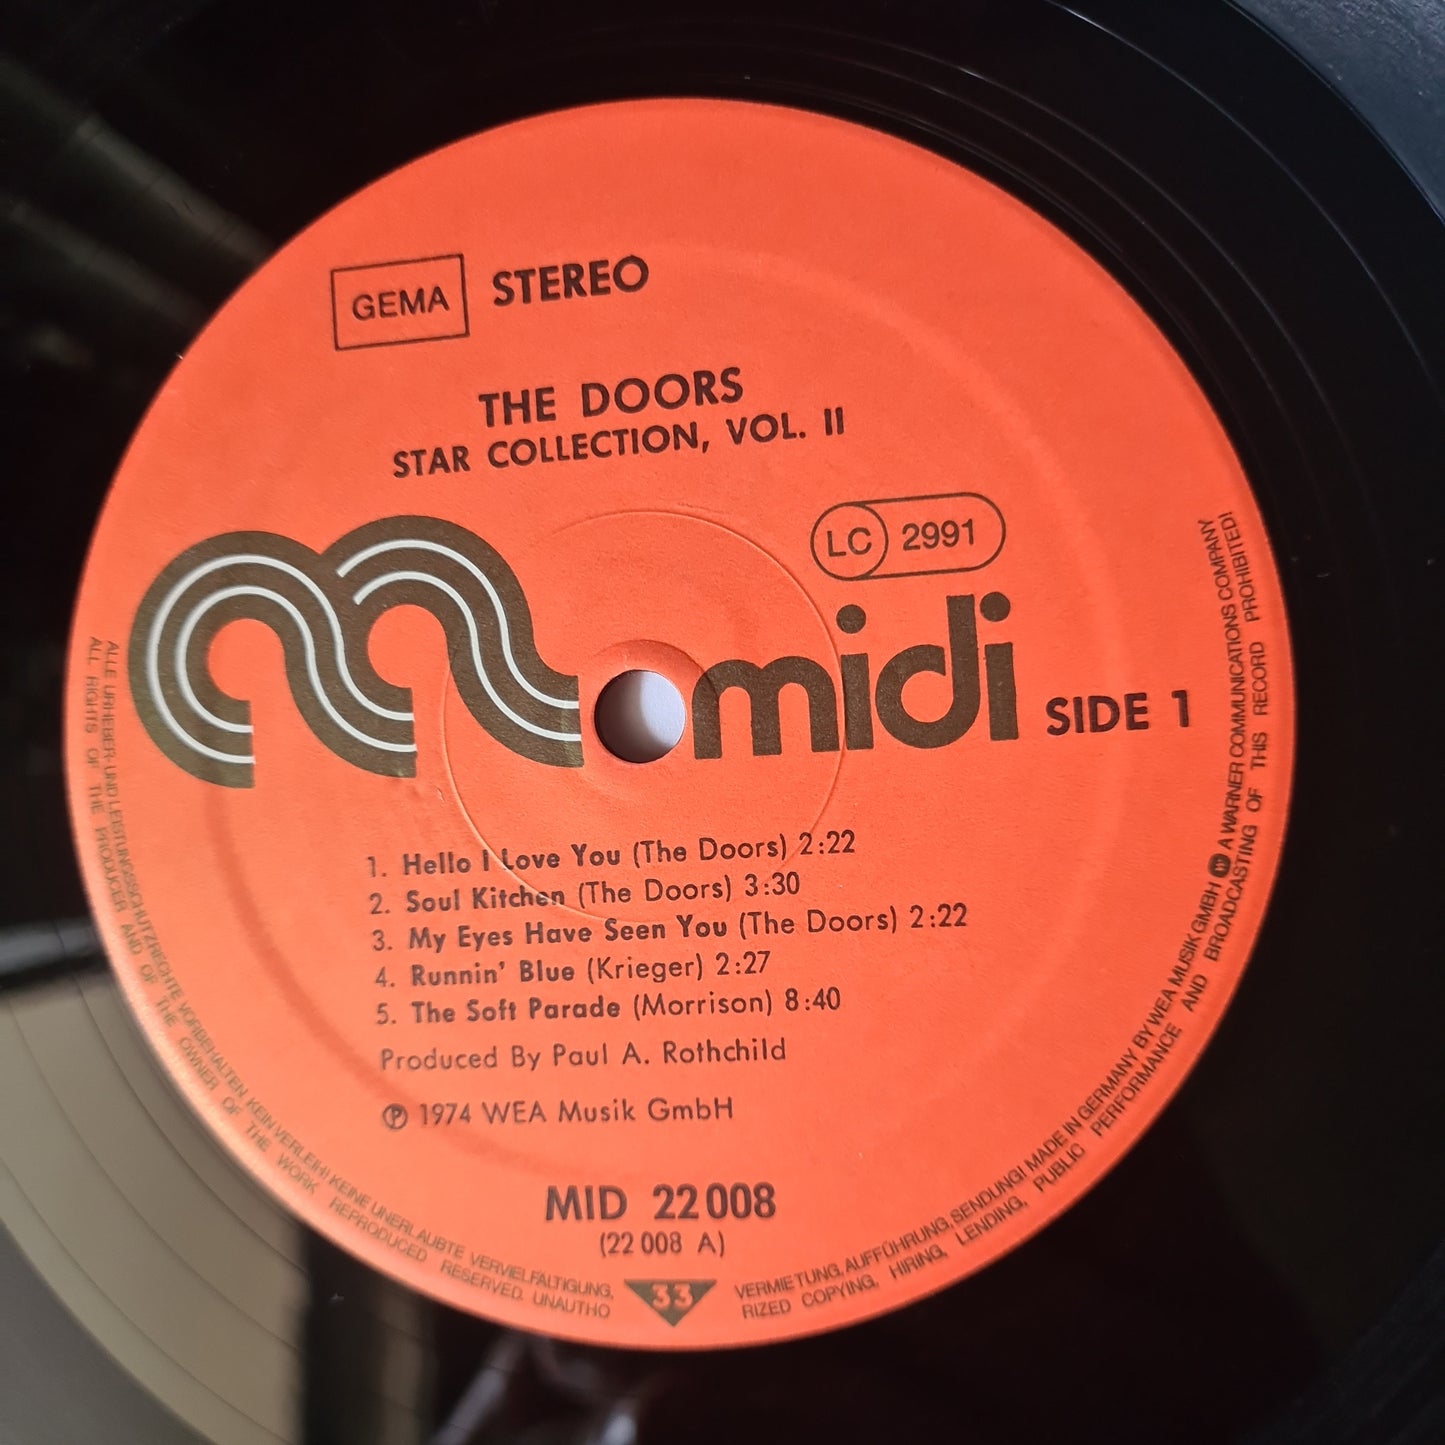 GEMA STEREO
THE DOORS
STAR COLLECTION, VOL. II
LC 2991
midi SIDE 1
1. Hello I Love You (The Doors) 2:22
2. Soul Kitchen (The Doors) 3:30
3. My Eyes Have Seen You (The Doors) 2:22
4. Runnin' Blue (Krieger) 2:27
5. The Soft Parade (Morrison) 8:40
Produced By Paul A. Rothchild
℗ 1974 WEA Musik GmbH
MID 22 008
(22 008 A)
33
ALLE URHEBER- UND LEISTUNGSSCHUTZRECHTE VORBEHALTEN KEIN VERLEIH! KEINE UNERLAUBTE VERVIELFÄLTIGUNG, VERMIETUNG, AUFFÜHRUNG, SENDUNG! MADE IN GERMANY BY WEA MUSIK GMBH A WARNER COMMUNICATIONS COMPANY
ALL RIGHTS OF THE PRODUCER AND OF THE OWNER OF THE WORK REPRODUCED RESERVED. UNAUTHO RIZED COPYING, HIRING, LENDING, PUBLIC PERFORMANCE AND BROADCASTING OF THIS RECORD PROHIBITED!